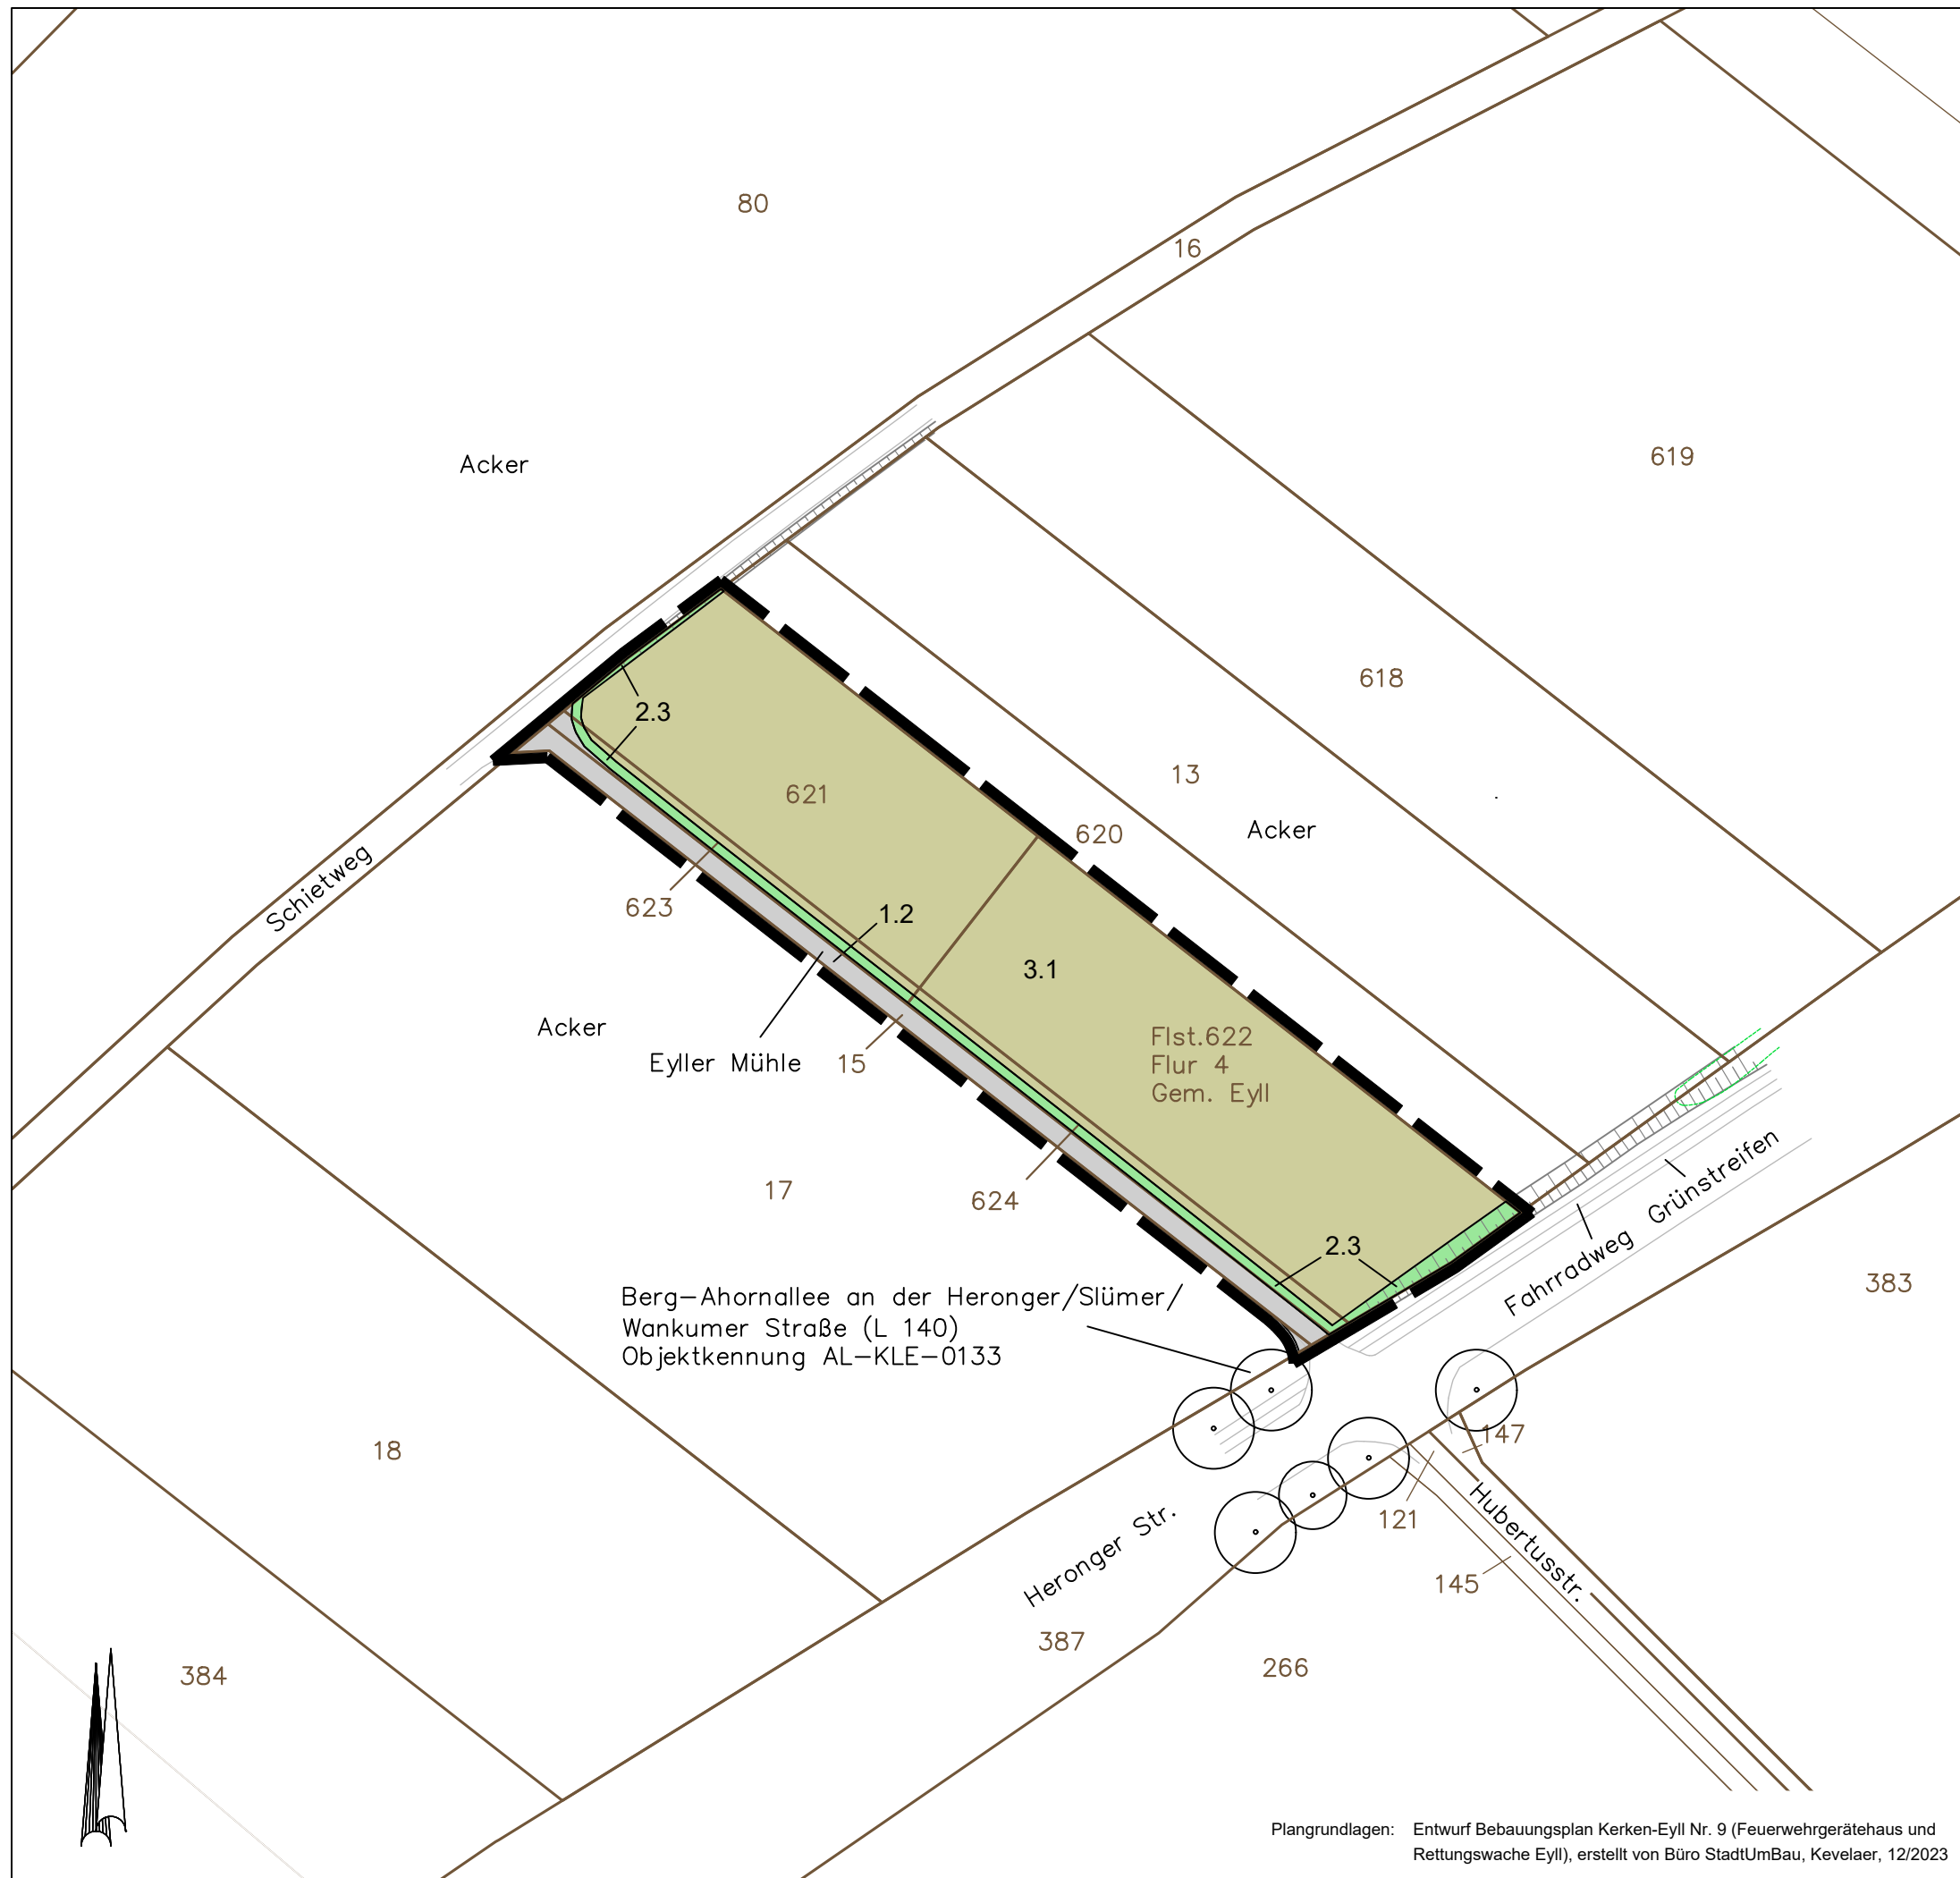 80
16
Acker
619
618
2.3
13
621
620
Acker
Schietweg
623
1.2
3.1
Acker
Eyller Mühle
15
Flst.622
Flur 4
Gem. Eyll
17
624
Grünstreifen
Fahrradweg
2.3
383
Berg–Ahornallee an der Heronger/Slümer/
Wankumer Straße (L 140)
Objektkennung AL–KLE–0133
18
147
121
Hubertusstr.
Heronger Str.
145
387
266
384
Plangrundlagen: Entwurf Bebauungsplan Kerken-Eyll Nr. 9 (Feuerwehrgerätehaus und
Rettungswache Eyll), erstellt von Büro StadtUmBau, Kevelaer, 12/2023